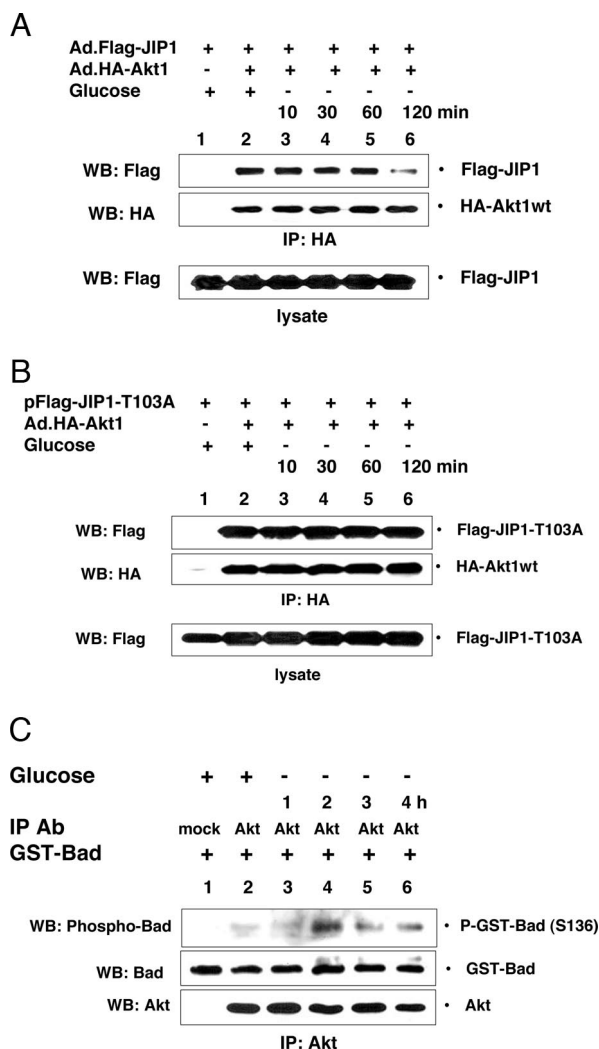 A
Ad.Flag-JIP1 + + + + + +
Ad.HA-Akt1 - + + + + +
Glucose + + - - - -
10 30 60 120 min
1 2 3 4 5 6
WB: Flag • Flag-JIP1
WB: HA • HA-Akt1wt
IP: HA
WB: Flag • Flag-JIP1
lysate
B
pFlag-JIP1-T103A + + + + + +
Ad.HA-Akt1 - + + + + +
Glucose + + - - - -
10 30 60 120 min
1 2 3 4 5 6
WB: Flag • Flag-JIP1-T103A
WB: HA • HA-Akt1wt
IP: HA
WB: Flag • Flag-JIP1-T103A
lysate
C
Glucose + + - - - -
1 2 3 4 h
IP Ab mock Akt Akt Akt Akt Akt
GST-Bad + + + + + +
1 2 3 4 5 6
WB: Phospho-Bad • P-GST-Bad (S136)
WB: Bad • GST-Bad
WB: Akt • Akt
IP: Akt